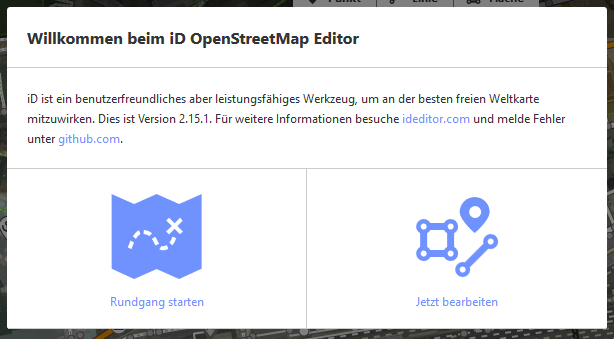 Punkt Linie Fläche
Willkommen beim iD OpenStreetMap Editor
iD ist ein benutzerfreundliches aber leistungsfähiges Werkzeug, um an der besten freien Weltkarte
mitzuwirken. Dies ist Version 2.15.1. Für weitere Informationen besuche ideditor.com und melde Fehler
unter github.com.
Rundgang starten Jetzt bearbeiten